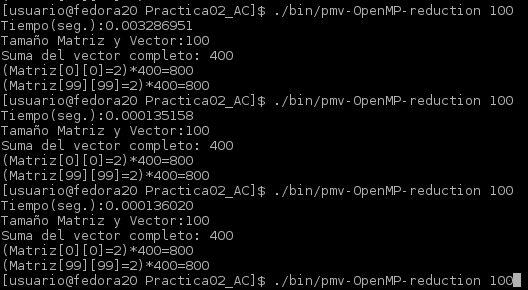 [usuario@fedora20 Practica02_AC]$ ./bin/pmv-OpenMP-reduction 100
Tiempo(seg.):0.003286951
Tamaño Matriz y Vector:100
Suma del vector completo: 400
(Matriz[0][0]=2)*400=800
(Matriz[99][99]=2)*400=800
[usuario@fedora20 Practica02_AC]$ ./bin/pmv-OpenMP-reduction 100
Tiempo(seg.):0.000135158
Tamaño Matriz y Vector:100
Suma del vector completo: 400
(Matriz[0][0]=2)*400=800
(Matriz[99][99]=2)*400=800
[usuario@fedora20 Practica02_AC]$ ./bin/pmv-OpenMP-reduction 100
Tiempo(seg.):0.000136020
Tamaño Matriz y Vector:100
Suma del vector completo: 400
(Matriz[0][0]=2)*400=800
(Matriz[99][99]=2)*400=800
[usuario@fedora20 Practica02_AC]$ ./bin/pmv-OpenMP-reduction 100